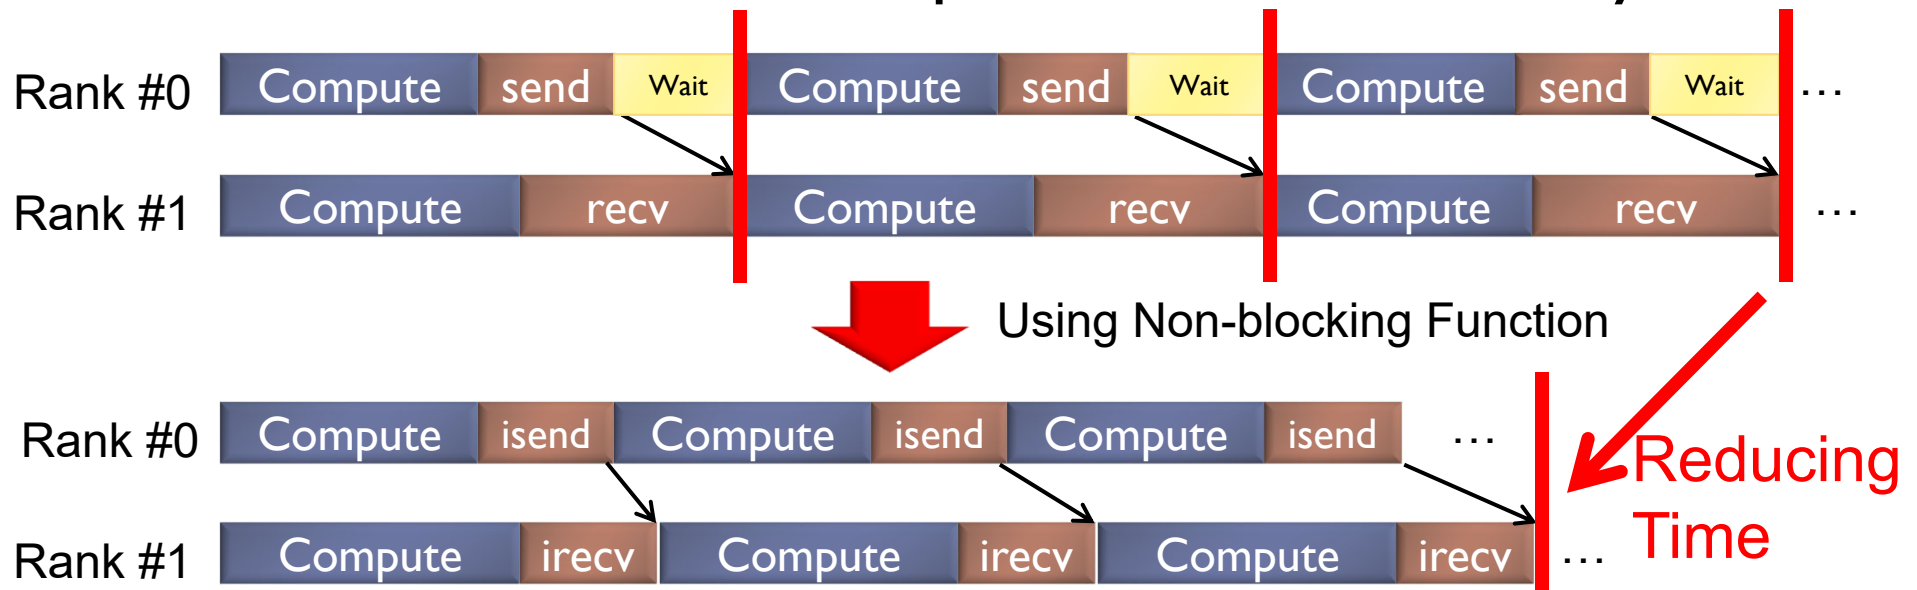 Rank #0 Compute send Wait Compute send Wait Compute send Wait ...
Rank #1 Compute recv Compute recv Compute recv ...
Using Non-blocking Function
Rank #0 Compute isend Compute isend Compute isend ...
Reducing
Time
Rank #1 Compute irecv Compute irecv Compute irecv ...